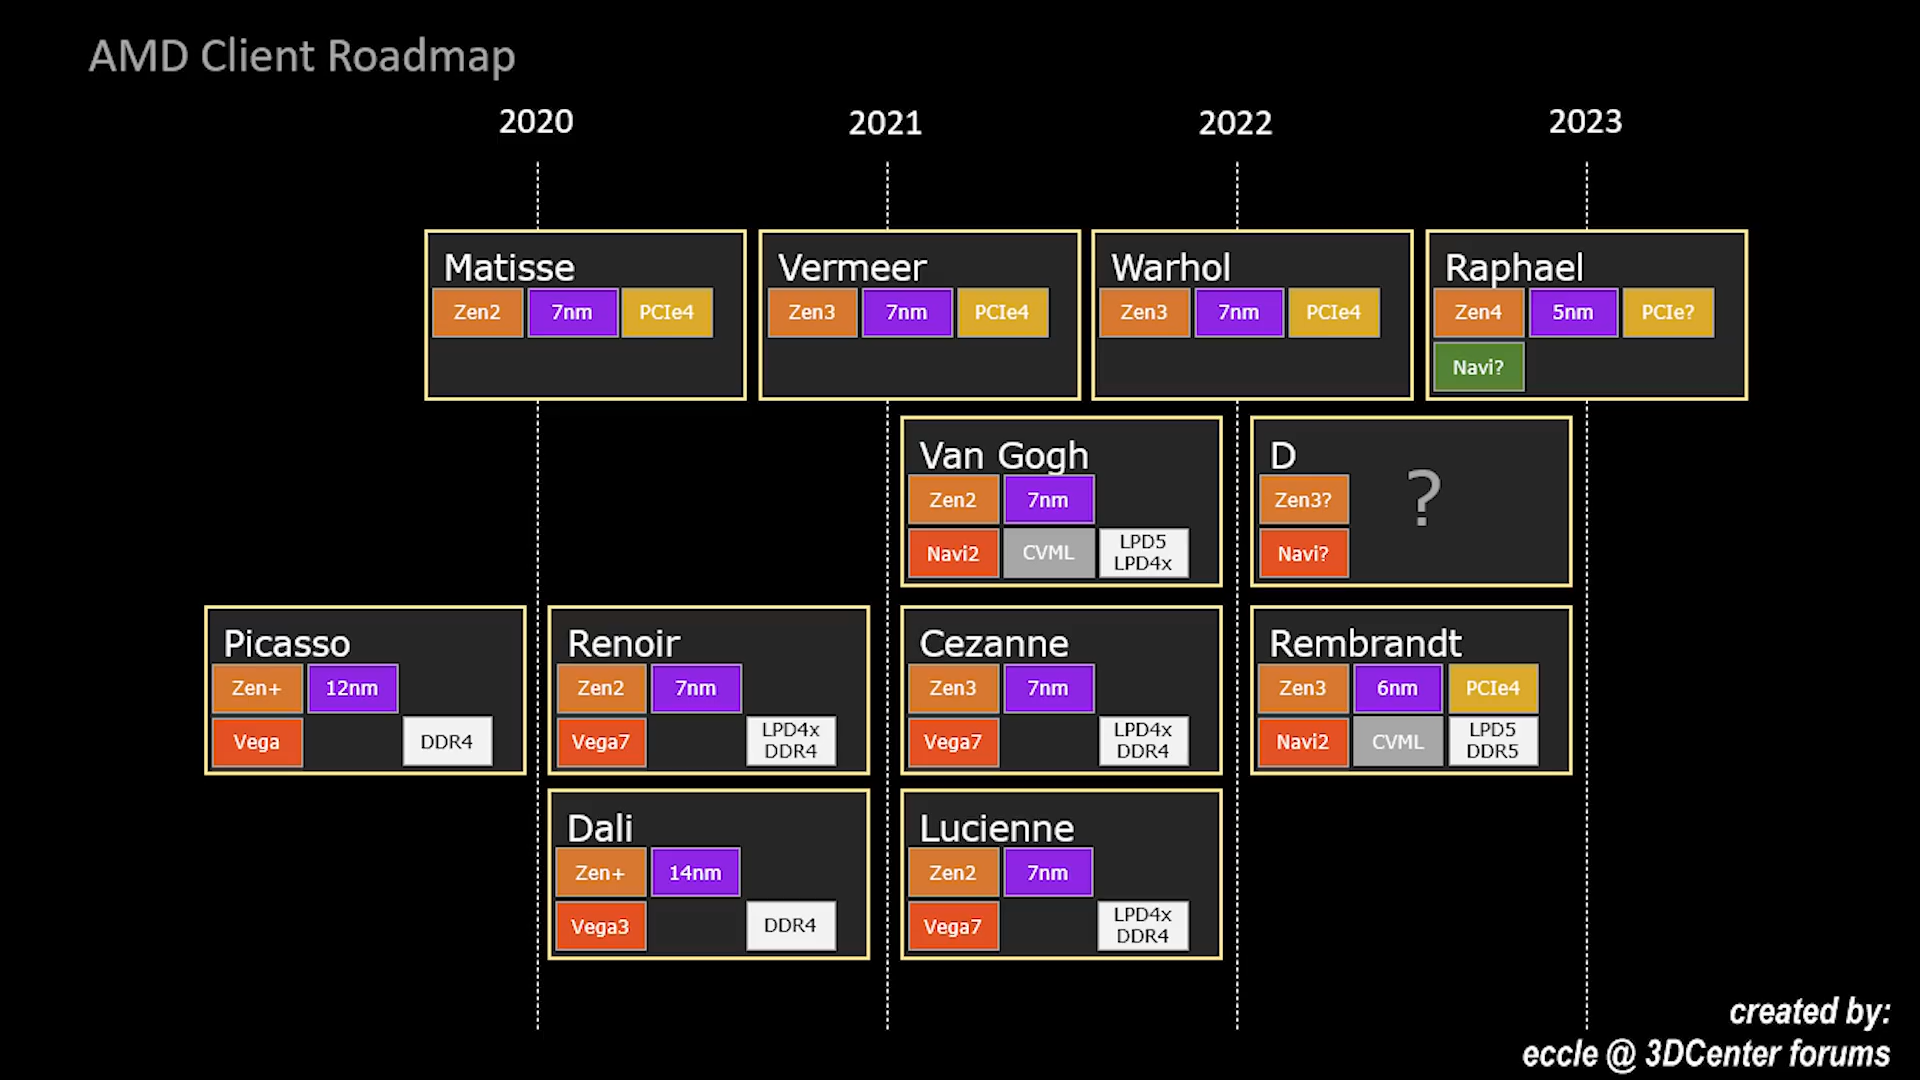 AMD Client Roadmap
2020 2021 2022 2023
Matisse
Zen2 7nm PCIe4
Vermeer
Zen3 7nm PCIe4
Warhol
Zen3 7nm PCIe4
Raphael
Zen4 5nm PCIe?
Navi?
Van Gogh
Zen2 7nm
Navi2 CVML LPD5
LPD4x
D
Zen3? ?
Navi?
Picasso
Zen+ 12nm
Vega DDR4
Renoir
Zen2 7nm
Vega7 LPD4x
DDR4
Cezanne
Zen3 7nm
Vega7 LPD4x
DDR4
Rembrandt
Zen3 6nm PCIe4
Navi2 CVML LPD5
DDR5
Dali
Zen+ 14nm
Vega3 DDR4
Lucienne
Zen2 7nm
Vega7 LPD4x
DDR4
created by:
eccle @ 3DCenter forums